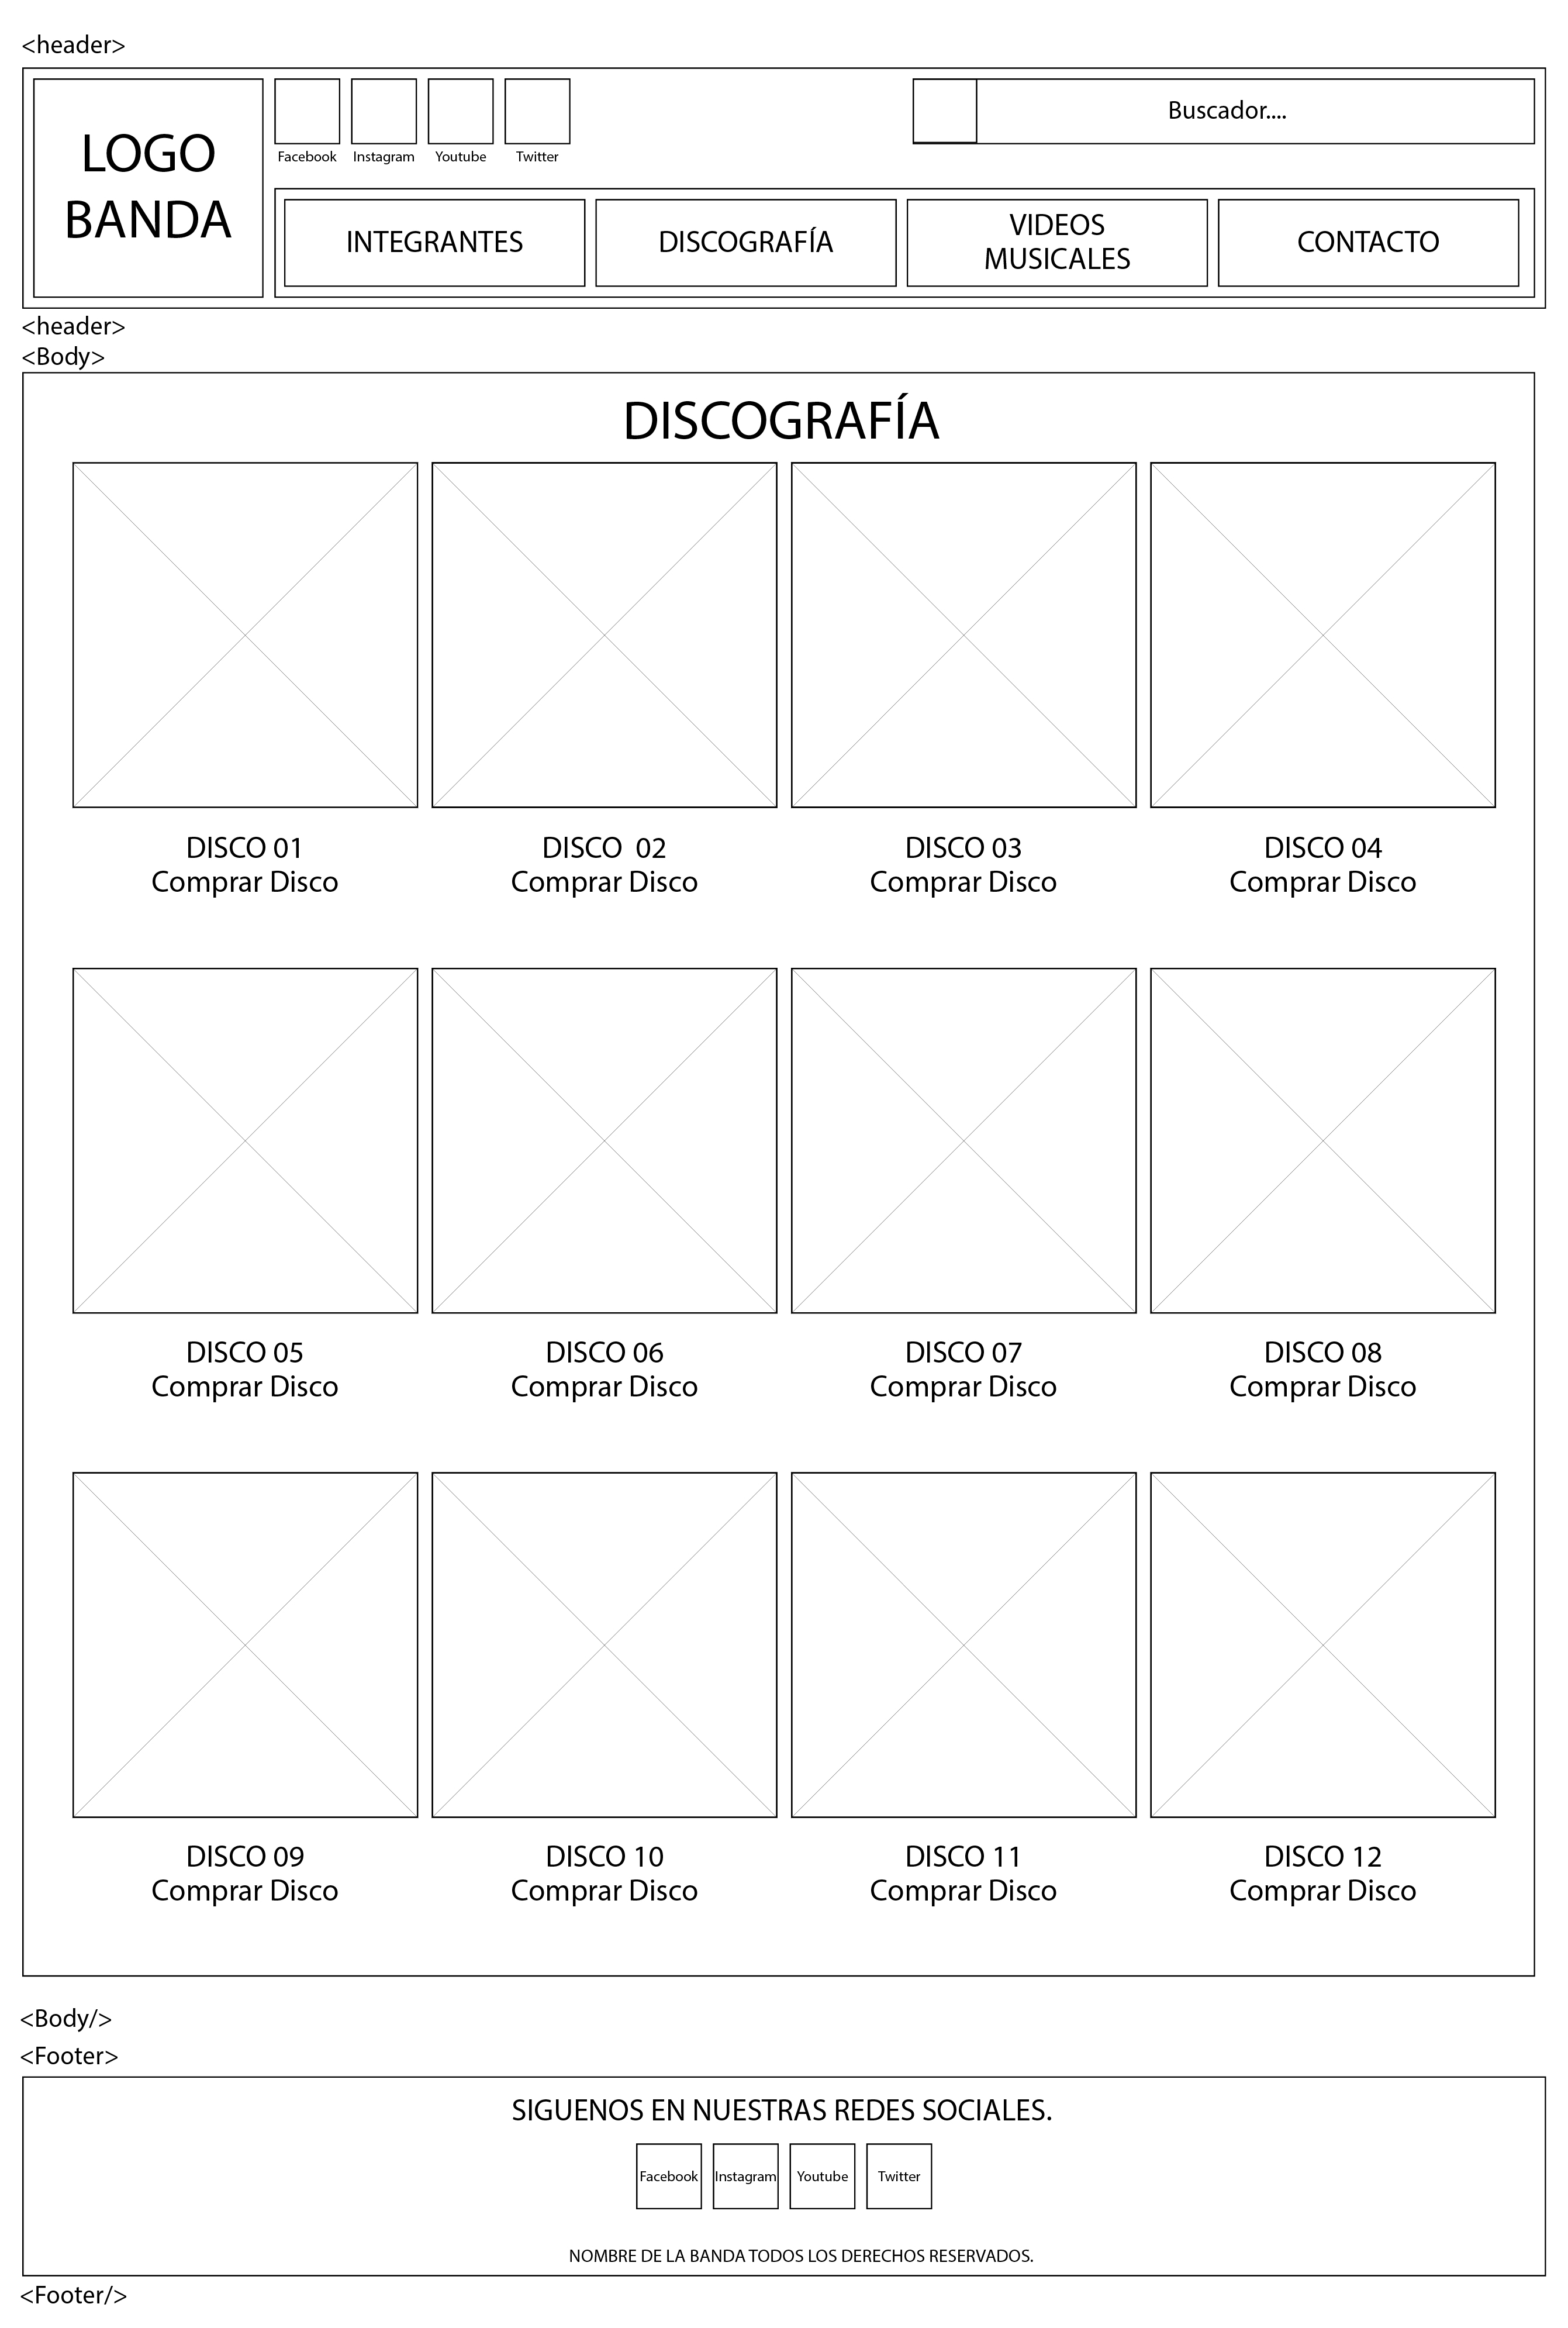 <header>
LOGO
BANDA
Facebook Instagram Youtube Twitter
Buscador....
INTEGRANTES
DISCOGRAFÍA
VIDEOS
MUSICALES
CONTACTO
<header>
<Body>
DISCOGRAFÍA
DISCO 01
Comprar Disco
DISCO  02
Comprar Disco
DISCO 03
Comprar Disco
DISCO 04
Comprar Disco
DISCO 05
Comprar Disco
DISCO 06
Comprar Disco
DISCO 07
Comprar Disco
DISCO 08
Comprar Disco
DISCO 09
Comprar Disco
DISCO 10
Comprar Disco
DISCO 11
Comprar Disco
DISCO 12
Comprar Disco
<Body/>
<Footer>
SIGUENOS EN NUESTRAS REDES SOCIALES.
Facebook Instagram Youtube Twitter
NOMBRE DE LA BANDA TODOS LOS DERECHOS RESERVADOS.
<Footer/>